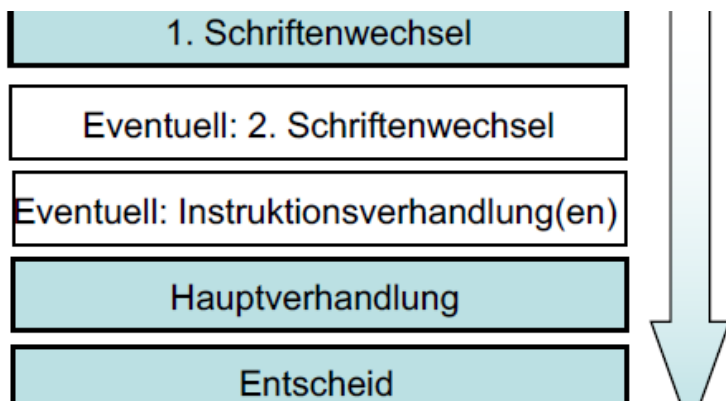 1. Schriftenwechsel
Eventuell: 2. Schriftenwechsel
Eventuell: Instruktionsverhandlung(en)
Hauptverhandlung
Entscheid